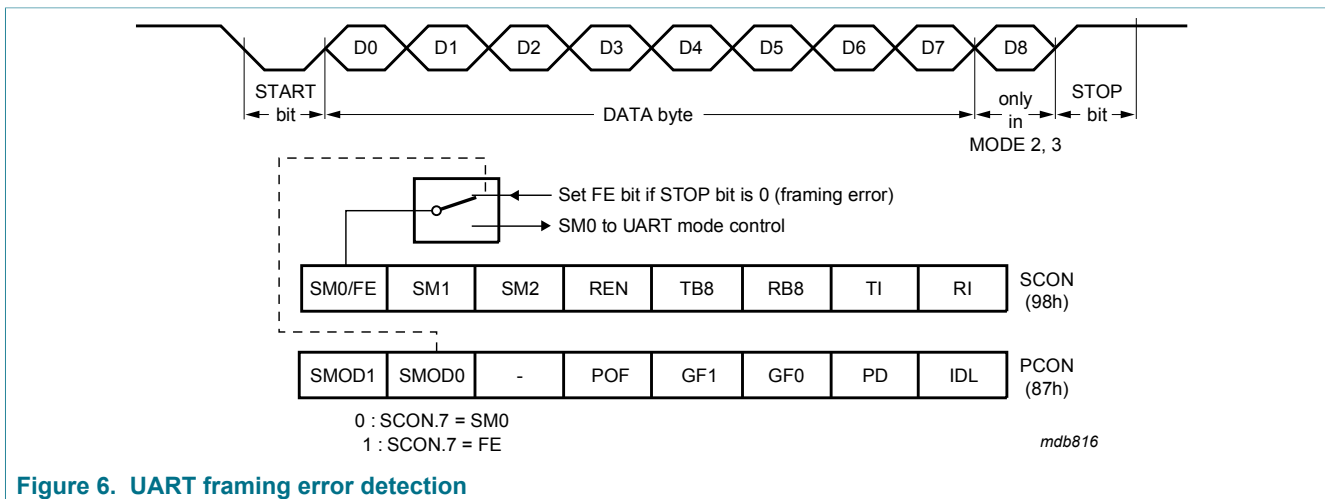 D0 D1 D2 D3 D4 D5 D6 D7 D8
START
bit
DATA byte
only
in
MODE 2, 3
STOP
bit
Set FE bit if STOP bit is 0 (framing error)
SM0 to UART mode control
SM0/FE SM1 SM2 REN TB8 RB8 TI RI
SCON
(98h)
SMOD1 SMOD0 - POF GF1 GF0 PD IDL
PCON
(87h)
0 : SCON.7 = SM0
1 : SCON.7 = FE
mdb816
Figure 6. UART framing error detection